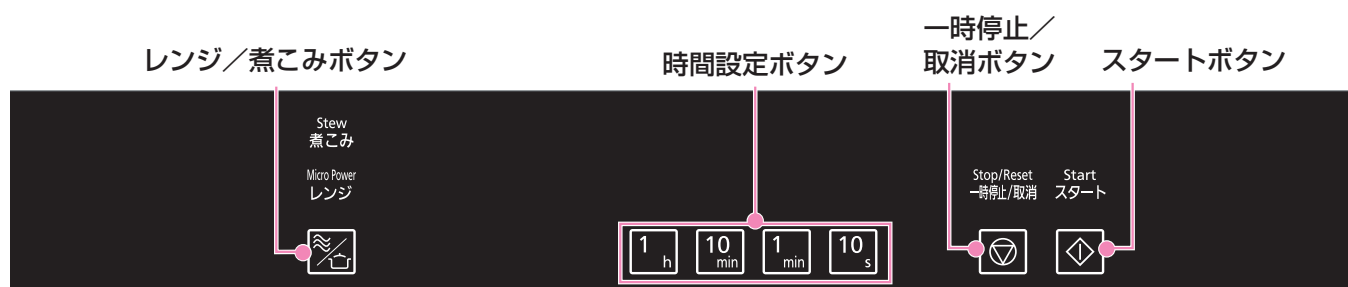 レンジ／煮こみボタン
時間設定ボタン
一時停止／
取消ボタン
スタートボタン
Stew
煮こみ
Micro Power
レンジ
Stop/Reset
一時停止/取消
Start
スタート
1 h
10 min
1 min
10 s